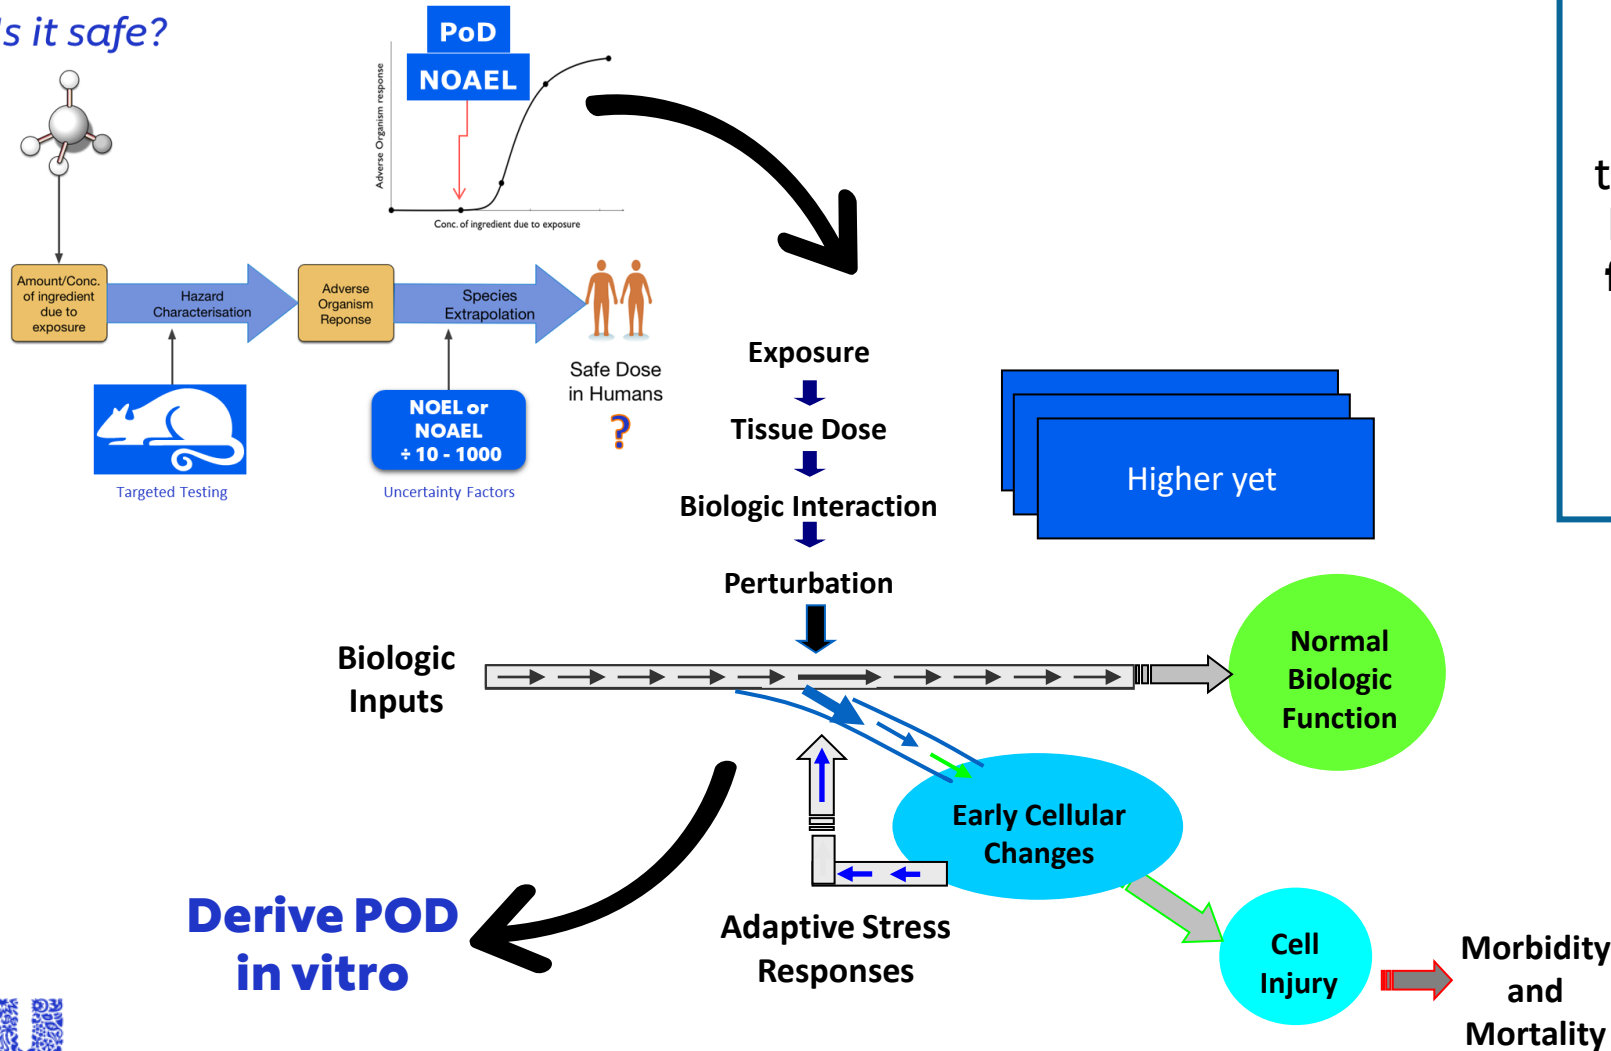 Is it safe?
PoD
NOAEL
Adverse Organism response
Conc. of ingredient due to exposure
Amount/Conc.
of ingredient
due to
exposure
Hazard
Characterisation
Adverse
Organism
Reponse
Species
Extrapolation
Safe Dose
in Humans
?
NOEL or
NOAEL
÷ 10 - 1000
Targeted Testing
Uncertainty Factors
Exposure
Tissue Dose
Biologic Interaction
Perturbation
Higher yet
Biologic
Inputs
Normal
Biologic
Function
Early Cellular
Changes
Adaptive Stress
Responses
Cell
Injury
Morbidity
and
Mortality
Derive POD
in vitro